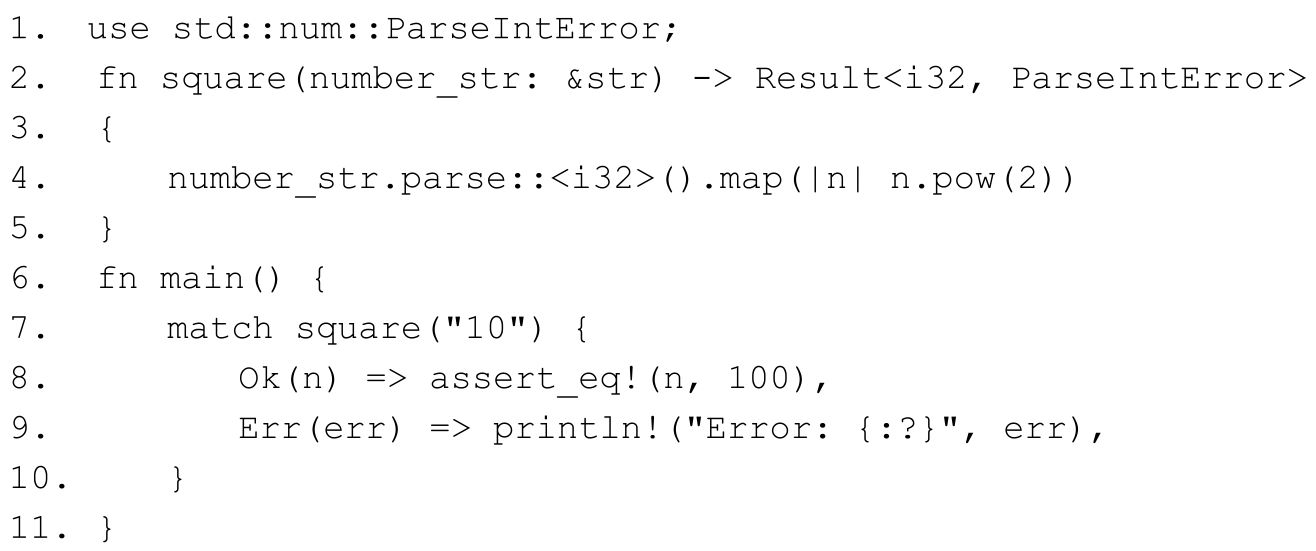 1. use std::num::ParseIntError;
2. fn square(number_str: &str) -> Result<i32, ParseIntError>
3. {
4. number_str.parse::<i32>().map(|n| n.pow(2))
5. }
6. fn main() {
7. match square("10") {
8. Ok(n) => assert_eq!(n, 100),
9. Err(err) => println!("Error: {:?}", err),
10. }
11. }